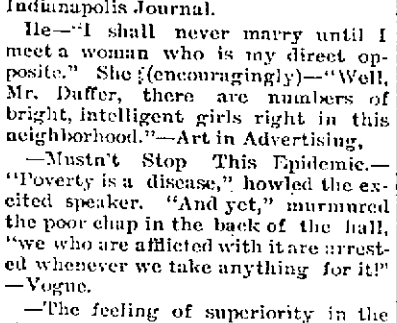 Indianapolis Journal.
He—"I shall never marry until I
meet a woman who is my direct op-
posite." She (encouragingly)—"Well,
Mr. Duffer, there are numbers of
bright, intelligent girls right in this
neighborhood."—Art in Advertising.
—Mustn't Stop This Epidemic.—
"Poverty is a disease," howled the ex-
cited speaker. "And yet," murmured
the poor chap in the back of the hall,
"we who are afflicted with it are arrest-
ed whenever we take anything for it!"
—Vogue.
—The feeling of superiority in the